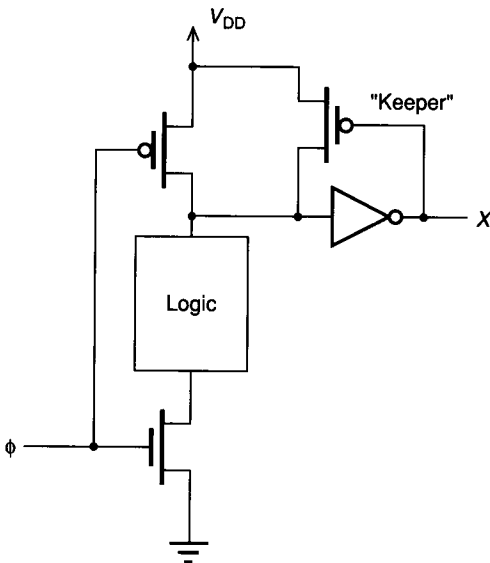 V_DD
"Keeper"
X
Logic
ϕ